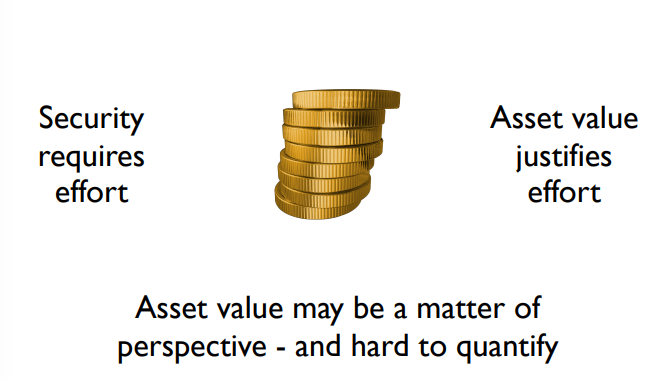 Security
requires
effort
Asset value
justifies
effort
Asset value may be a matter of
perspective - and hard to quantify